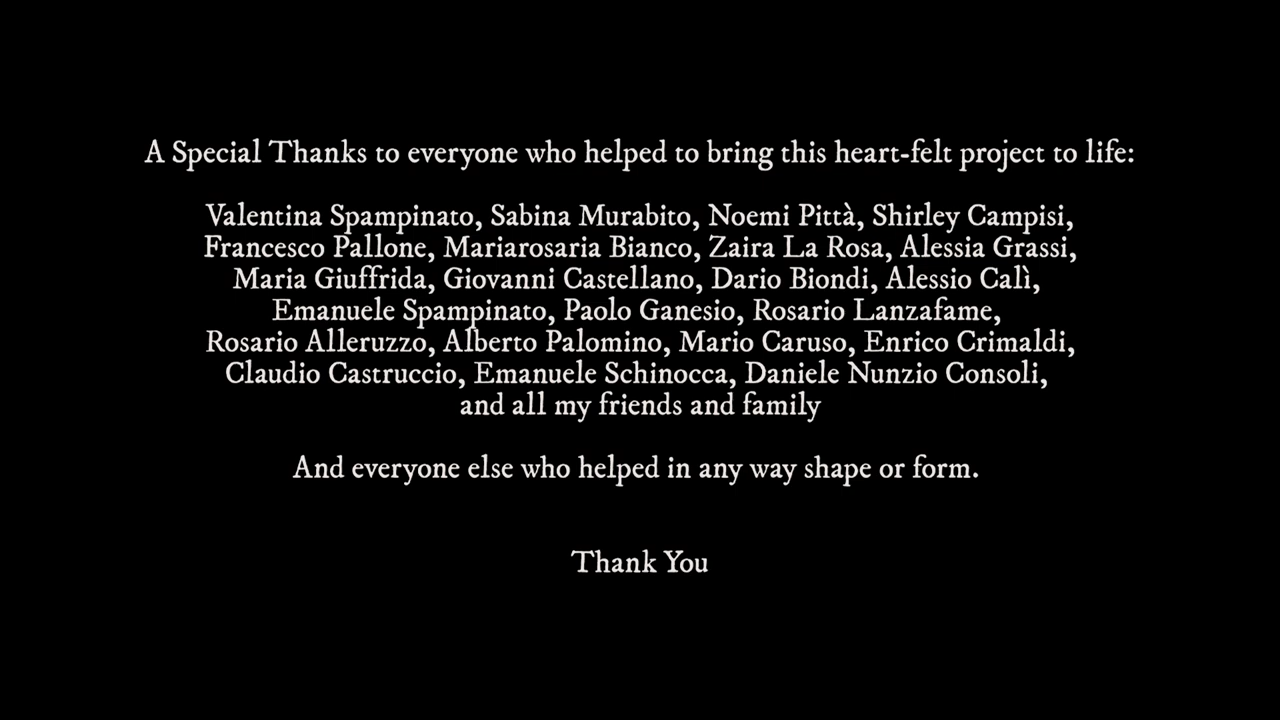 A Special Thanks to everyone who helped to bring this heart-felt project to life:
Valentina Spampinato, Sabina Murabito, Noemi Pittà, Shirley Campisi,
Francesco Pallone, Mariarosaria Bianco, Zaira La Rosa, Alessia Grassi,
Maria Giuffrida, Giovanni Castellano, Dario Biondi, Alessio Calì,
Emanuele Spampinato, Paolo Ganesio, Rosario Lanzafame,
Rosario Alleruzzo, Alberto Palomino, Mario Caruso, Enrico Crimaldi,
Claudio Castruccio, Emanuele Schinocca, Daniele Nunzio Consoli,
and all my friends and family
And everyone else who helped in any way shape or form.
Thank You